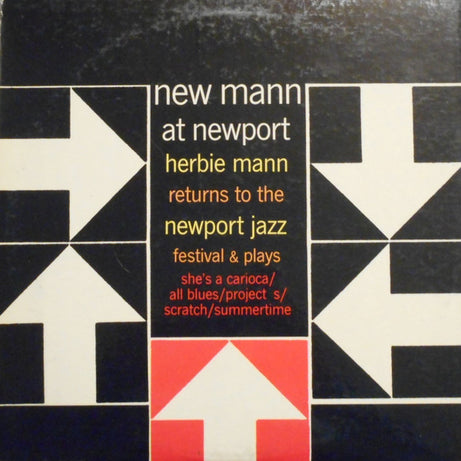 new mann
at newport
herbie mann
returns to the
newport jazz
festival & plays
she's a carioca/
all blues/project s/
scratch/summertime